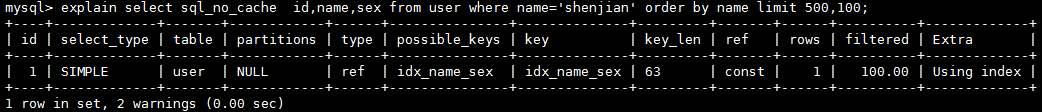 mysql> explain select sql_no_cache  id,name,sex from user where name='shenjian' order by name limit 500,100;
+----+-------------+-------+------------+------+---------------+--------------+---------+-------+------+----------+-------------+
| id | select_type | table | partitions | type | possible_keys | key          | key_len | ref   | rows | filtered | Extra       |
+----+-------------+-------+------------+------+---------------+--------------+---------+-------+------+----------+-------------+
|  1 | SIMPLE      | user  | NULL       | ref  | idx_name_sex  | idx_name_sex | 63      | const |    1 |   100.00 | Using index |
+----+-------------+-------+------------+------+---------------+--------------+---------+-------+------+----------+-------------+
1 row in set, 2 warnings (0.00 sec)